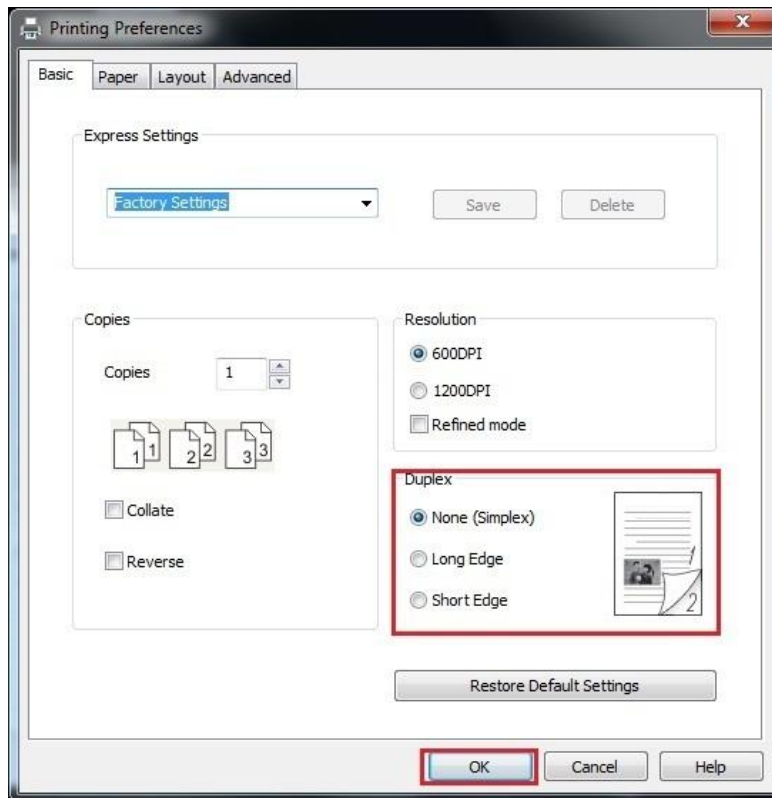 Printing Preferences
X
Basic Paper Layout Advanced
Express Settings
Factory Settings Save Delete
Copies
Copies 1
1 1 2 2 3 3
Collate
Reverse
Resolution
600DPI
1200DPI
Refined mode
Duplex
None (Simplex)
Long Edge
Short Edge
1
2
Restore Default Settings
OK Cancel Help